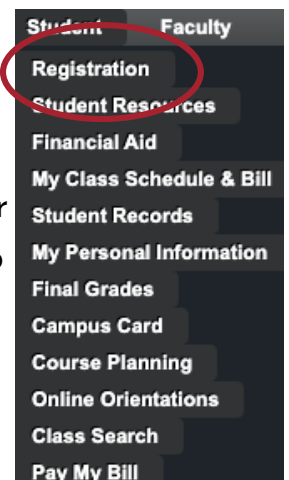 Student Faculty
Registration
Student Resources
Financial Aid
My Class Schedule & Bill
r
Student Records
My Personal Information
Final Grades
Campus Card
Course Planning
Online Orientations
Class Search
Pay My Bill